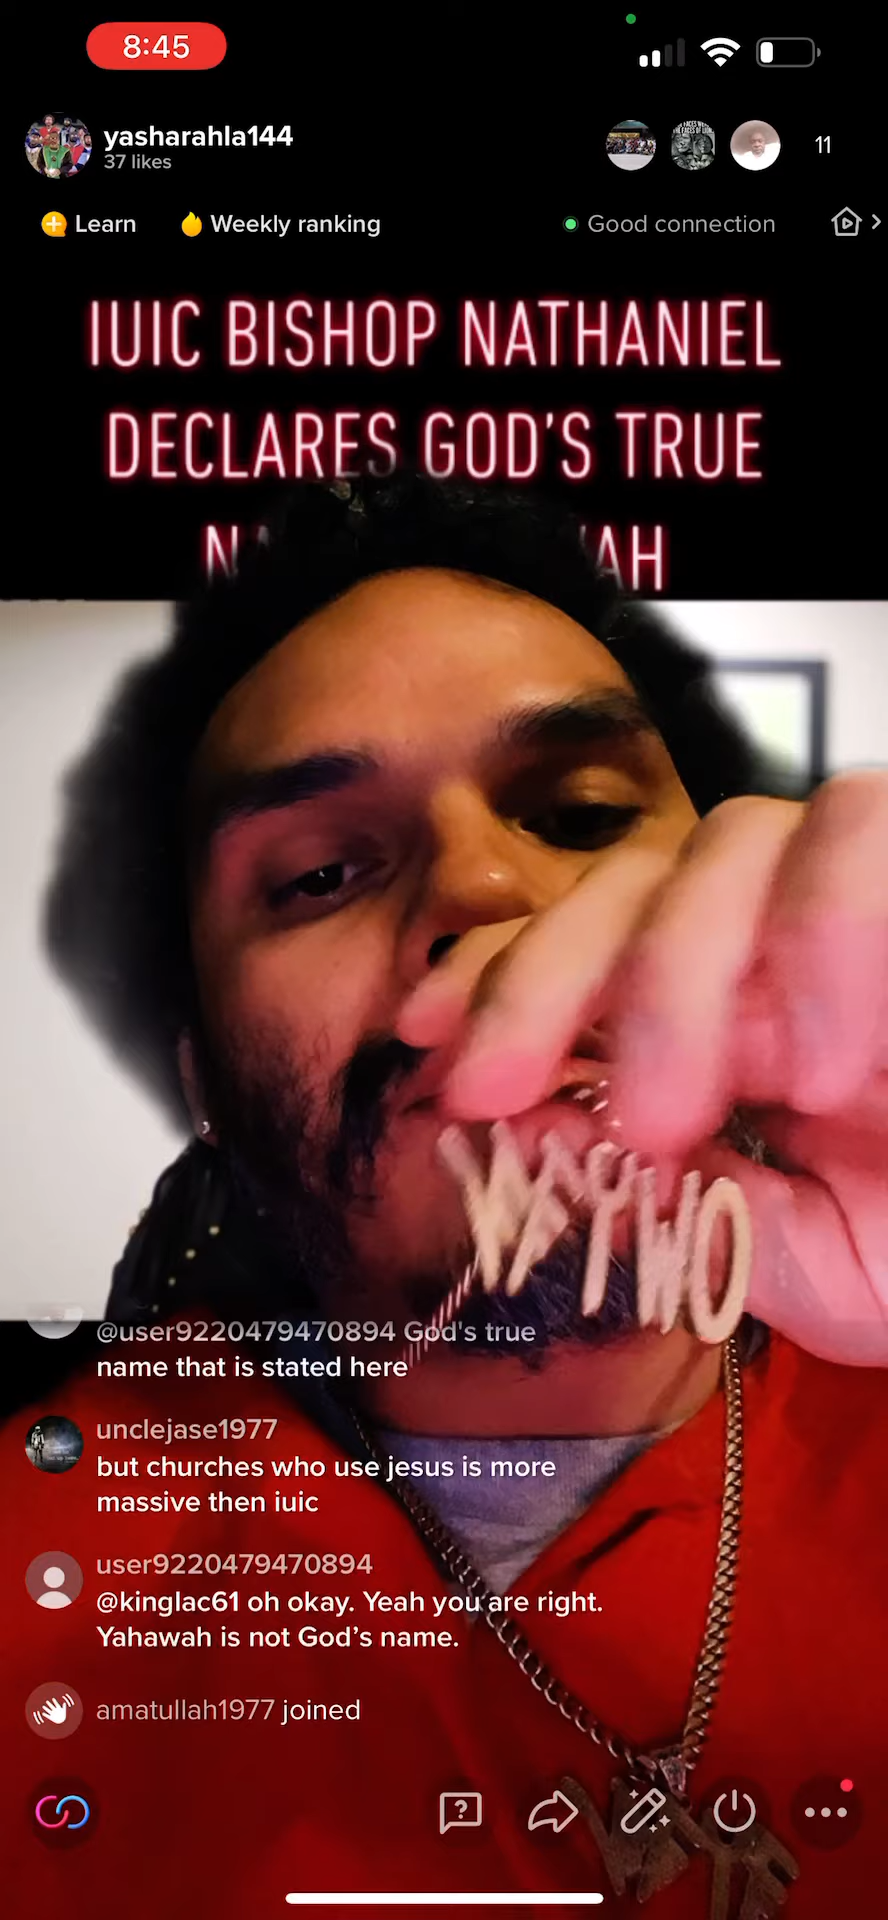 8:45
yasharahla144
37 likes
11
Learn
Weekly ranking
Good connection
IUIC BISHOP NATHANIEL
DECLARES GOD'S TRUE
@user9220479470894 God's true
name that is stated here
unclejase1977
but churches who use jesus is more
massive then iuic
user9220479470894
@kinglac61 oh okay. Yeah you are right.
Yahawah is not God's name.
amatullah1977 joined